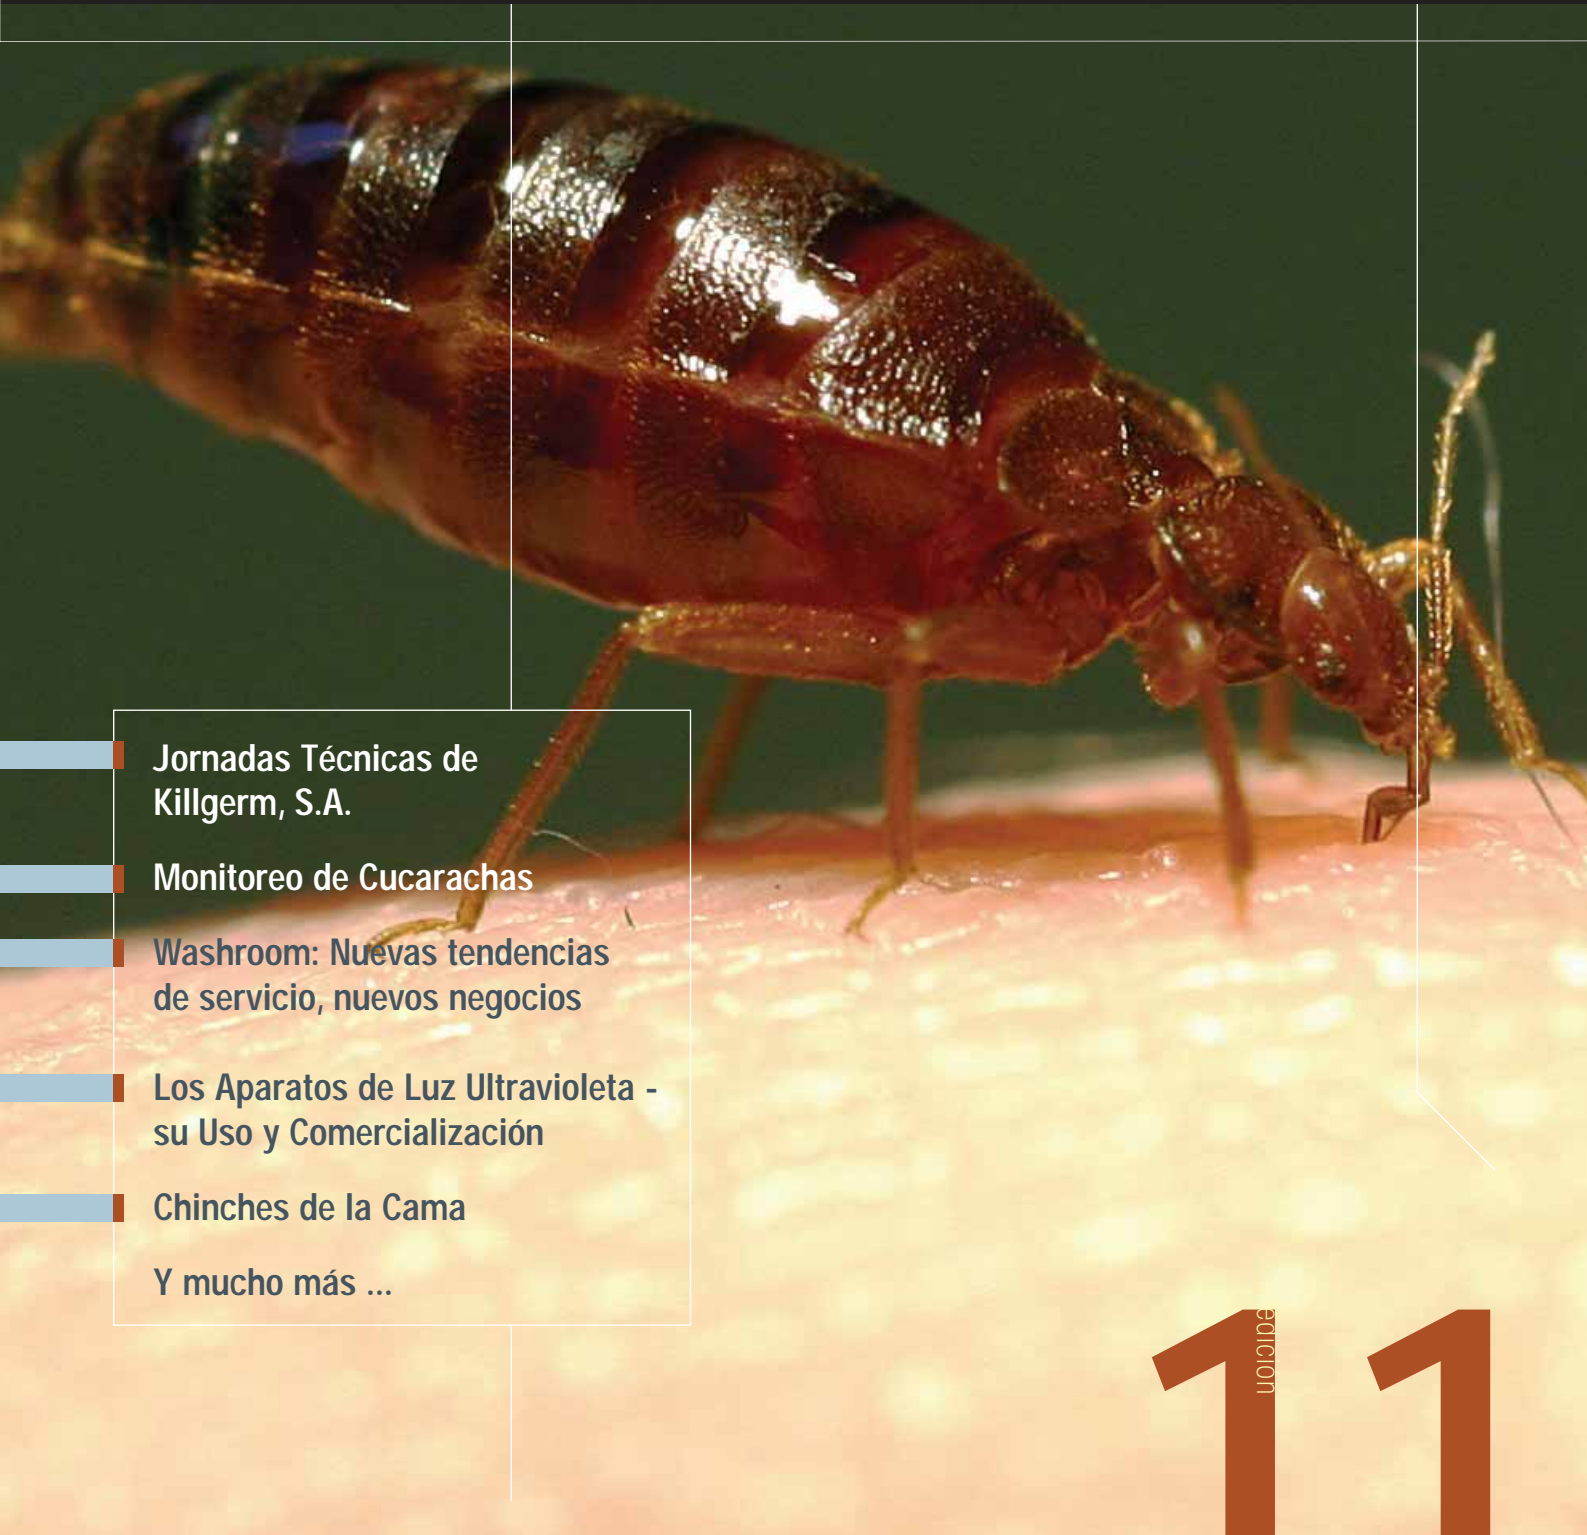 Jornadas Técnicas de
Killgerm, S.A.
Monitoreo de Cucarachas
Washroom: Nuevas tendencias
de servicio, nuevos negocios
Los Aparatos de Luz Ultravioleta -
su Uso y Comercialización
Chinches de la Cama
Y mucho más ...
edición
11